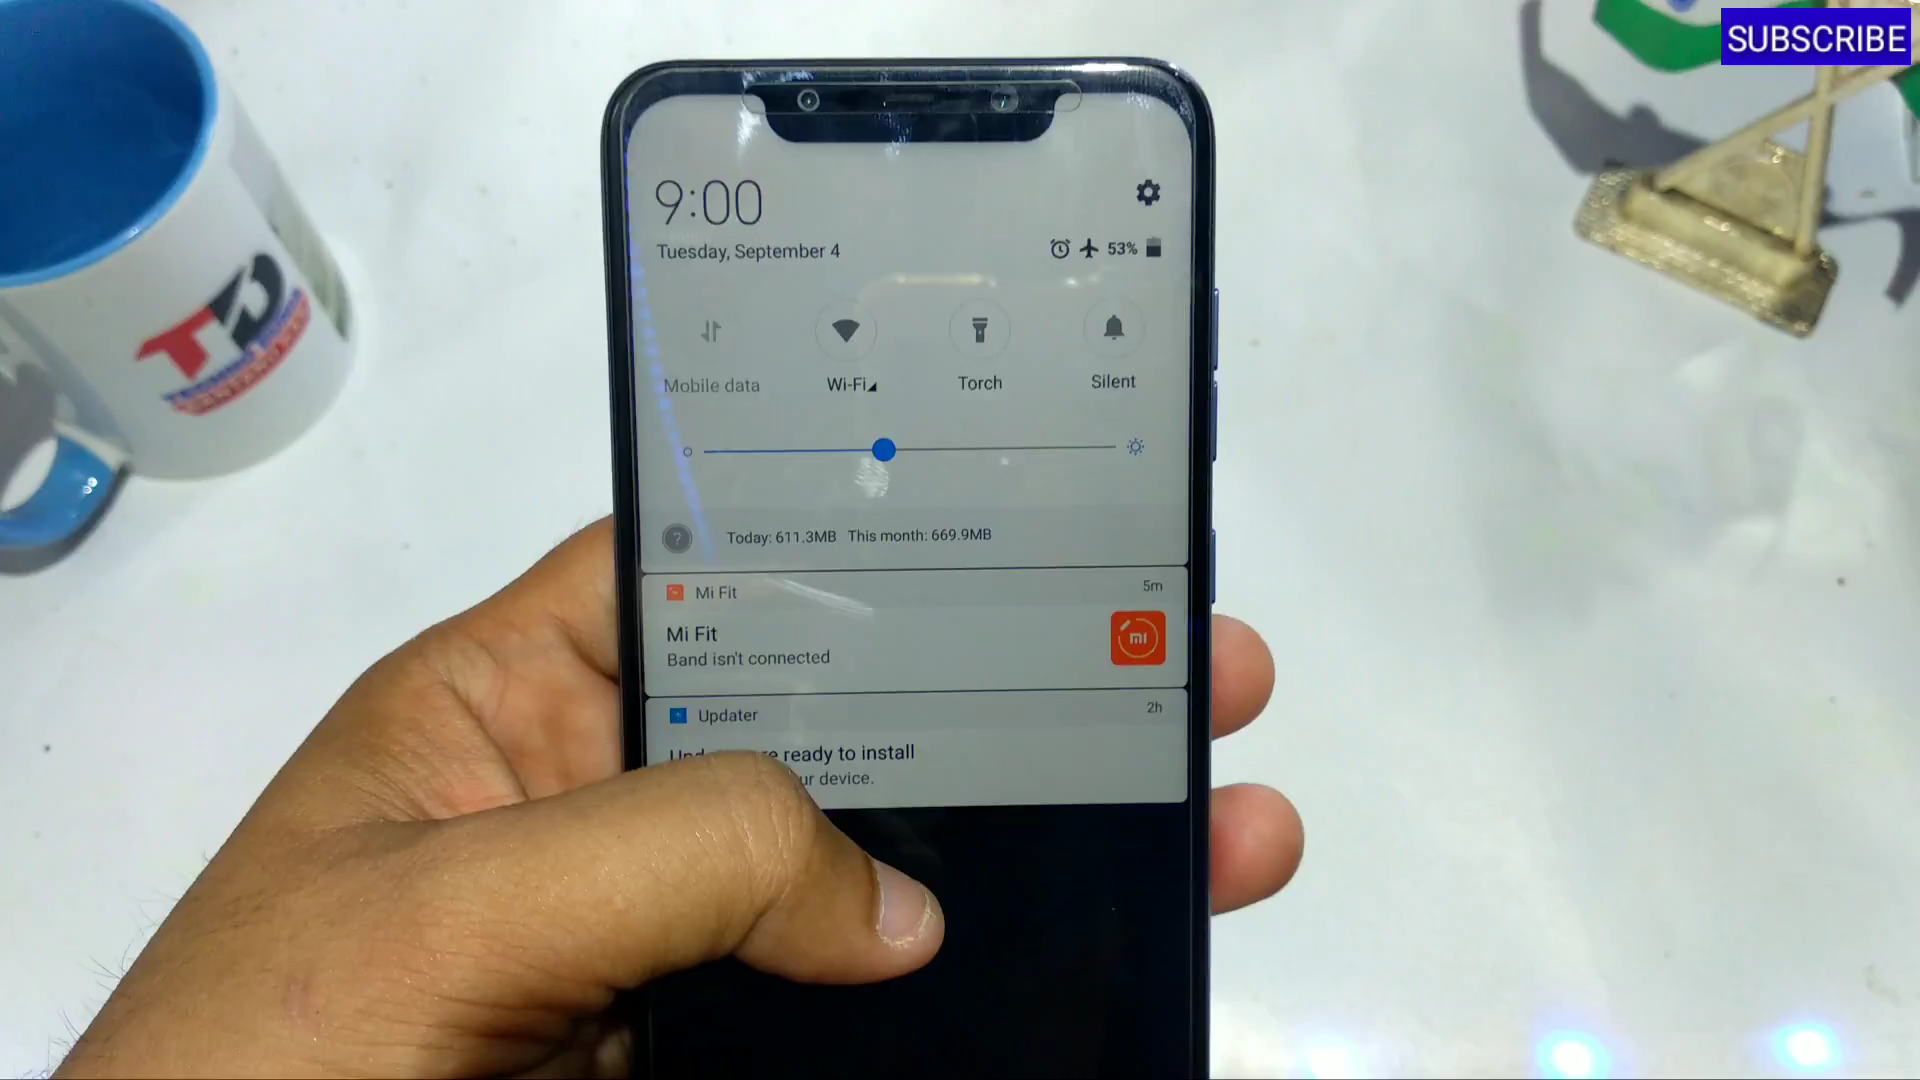 SUBSCRIBE
9:00
Tuesday, September 4
53%
Mobile data
Wi-Fi
Torch
Silent
? Today: 611.3MB This month: 669.9MB
Mi Fit 5m
Mi Fit
Band isn't connected
mi
Updater 2h
ready to install
device.
TD